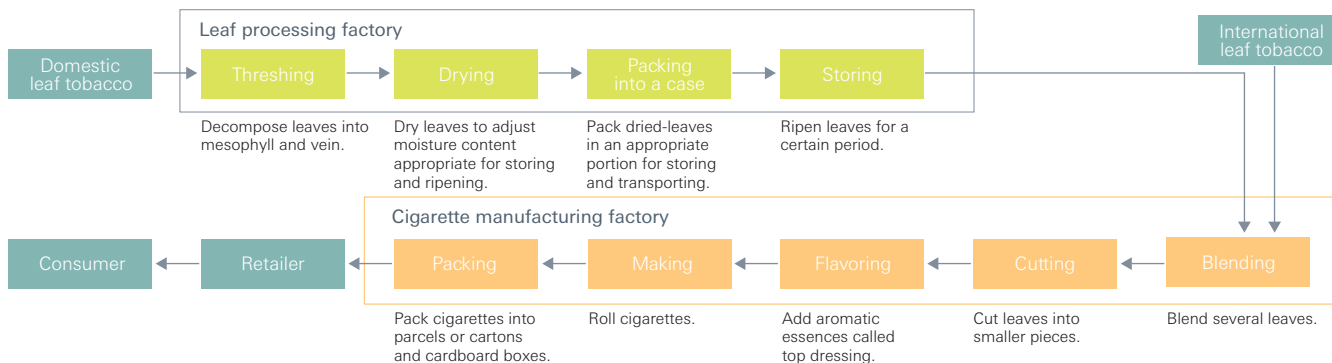 Leaf processing factory
International
leaf tobacco
Domestic
leaf tobacco
Threshing
Drying
Packing
into a case
Storing
Decompose leaves into
mesophyll and vein.
Dry leaves to adjust
moisture content
appropriate for storing
and ripening.
Pack dried-leaves
in an appropriate
portion for storing
and transporting.
Ripen leaves for a
certain period.
Cigarette manufacturing factory
Consumer
Retailer
Packing
Making
Flavoring
Cutting
Blending
Pack cigarettes into
parcels or cartons
and cardboard boxes.
Roll cigarettes.
Add aromatic
essences called
top dressing.
Cut leaves into
smaller pieces.
Blend several leaves.